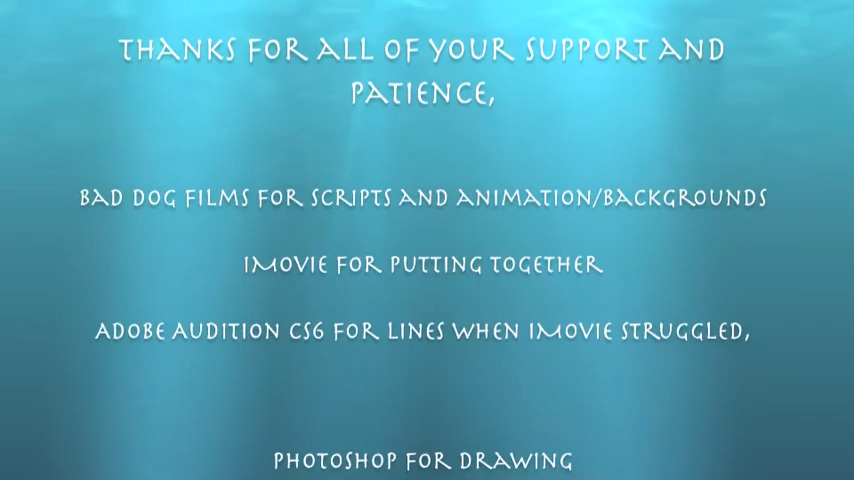 Thanks for all of your support and
patience,
Bad Dog Films for scripts and animation/backgrounds
iMovie for putting together
Adobe Audition CS6 for lines when iMovie struggled,
Photoshop for drawing